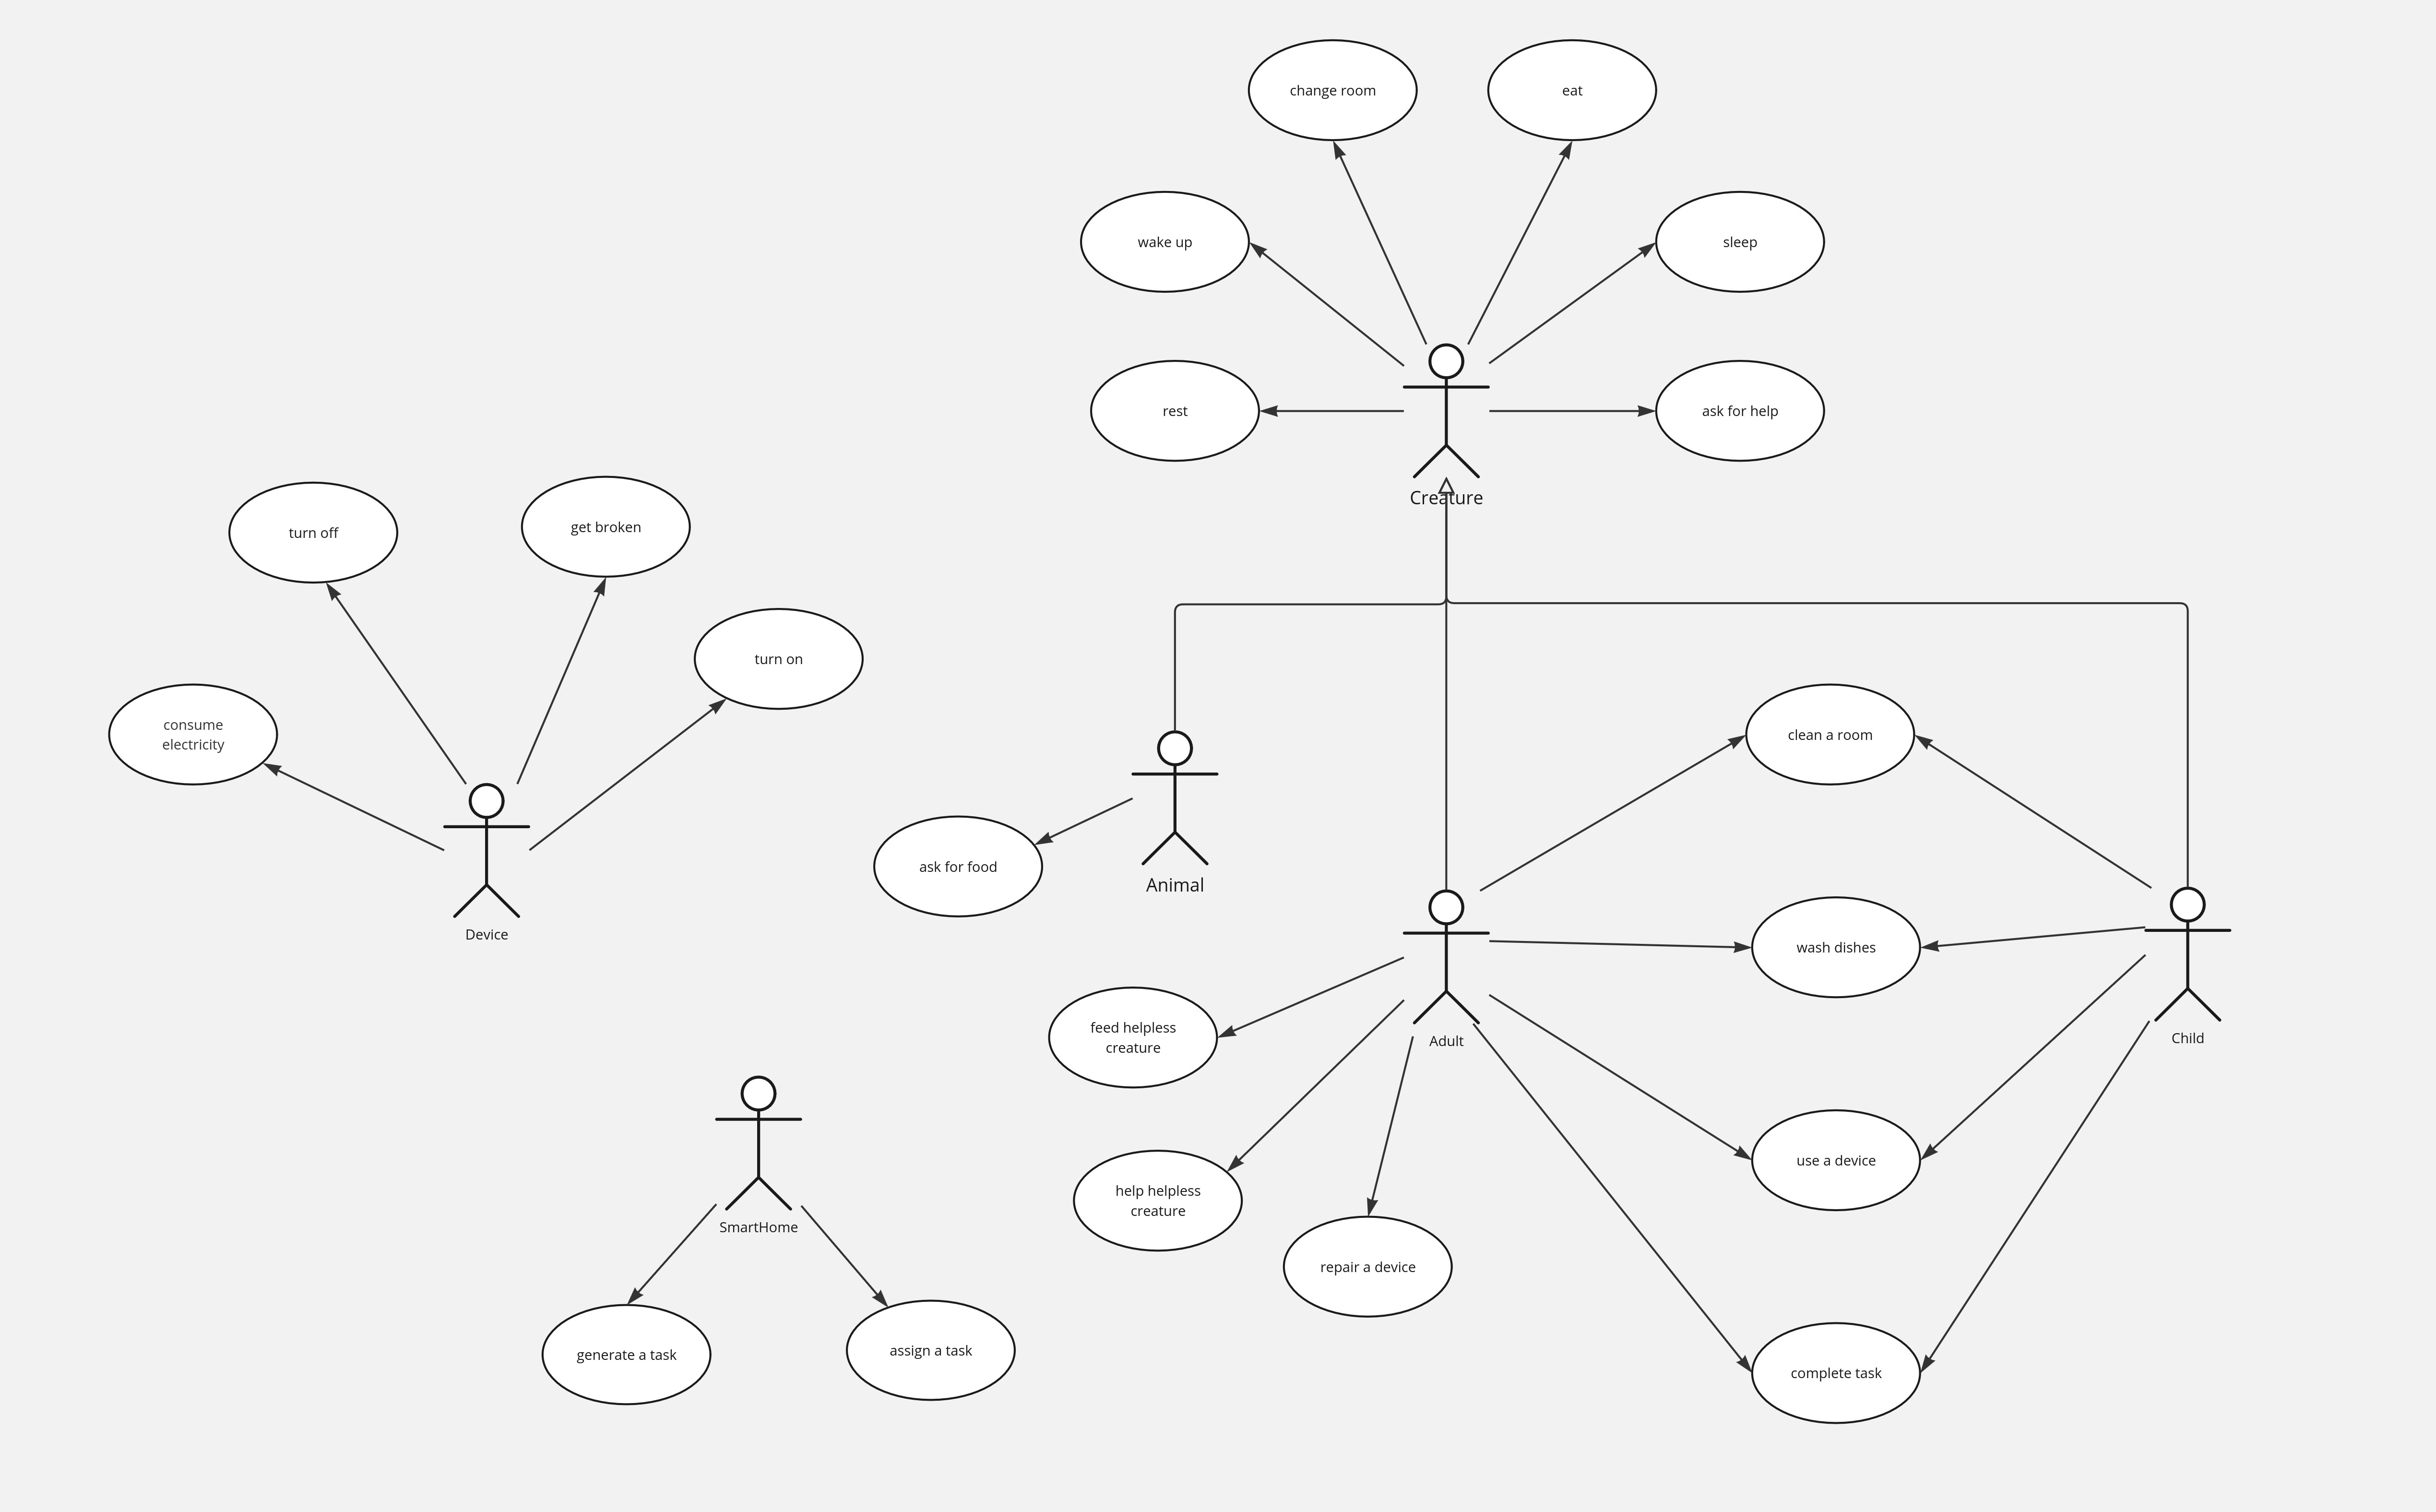 change room
eat
wake up
sleep
rest
ask for help
Creature
turn off
get broken
turn on
consume
electricity
clean a room
ask for food
Animal
Device
wash dishes
feed helpless
creature
Adult
Child
use a device
help helpless
creature
SmartHome
repair a device
generate a task
assign a task
complete task